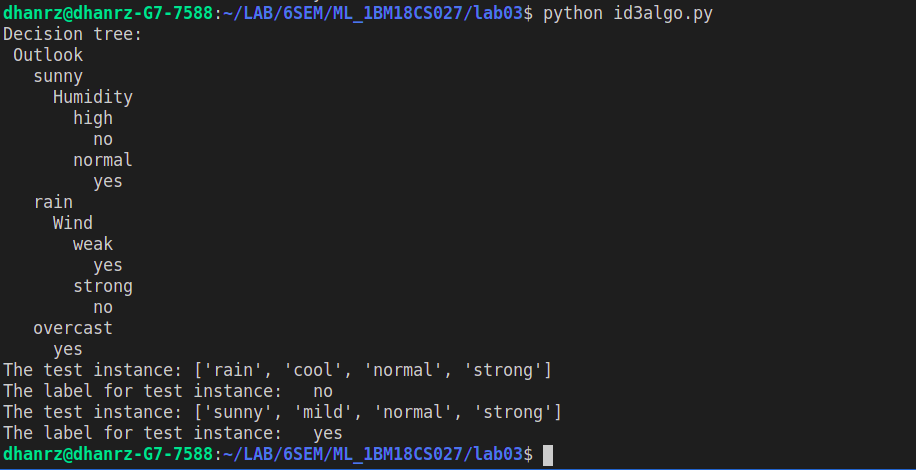 dhanrz@dhanrz-G7-7588:~/LAB/6SEM/ML_1BM18CS027/lab03$ python id3algo.py
Decision tree:
 Outlook
   sunny
     Humidity
       high
         no
       normal
         yes
   rain
     Wind
       weak
         yes
       strong
         no
   overcast
     yes
The test instance: ['rain', 'cool', 'normal', 'strong']
The label for test instance:   no
The test instance: ['sunny', 'mild', 'normal', 'strong']
The label for test instance:   yes
dhanrz@dhanrz-G7-7588:~/LAB/6SEM/ML_1BM18CS027/lab03$